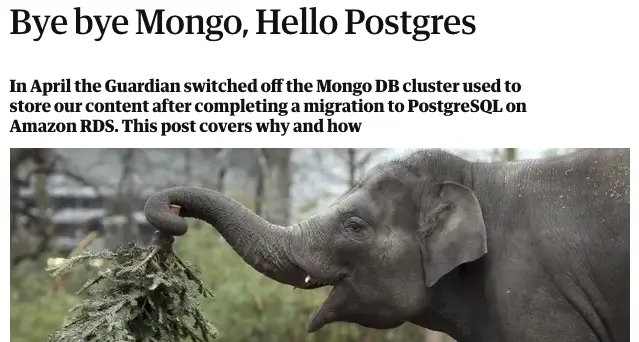 Bye bye Mongo, Hello Postgres
In April the Guardian switched off the Mongo DB cluster used to
store our content after completing a migration to PostgreSQL on
Amazon RDS. This post covers why and how